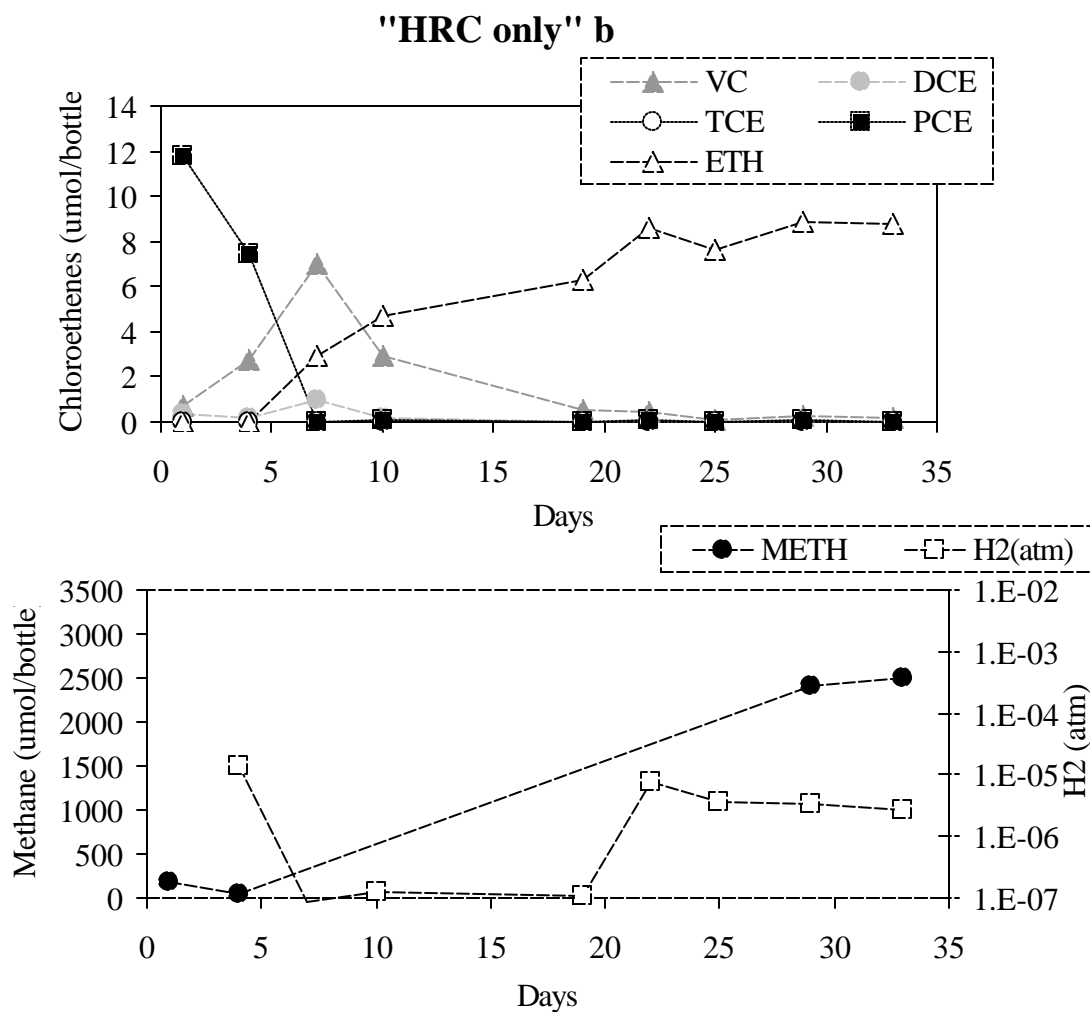 "HRC only" b
VC DCE
TCE PCE
ETH
Chloroethenes (umol/bottle
14
12
10
8
6
4
2
0
0 5 10 15 20 25 30 35
Days
METH H2(atm)
Methane (umol/bottle)
3500
3000
2500
2000
1500
1000
500
0
1.E-02
1.E-03
1.E-04
1.E-05
1.E-06
1.E-07
H2 (atm)
0 5 10 15 20 25 30 35
Days